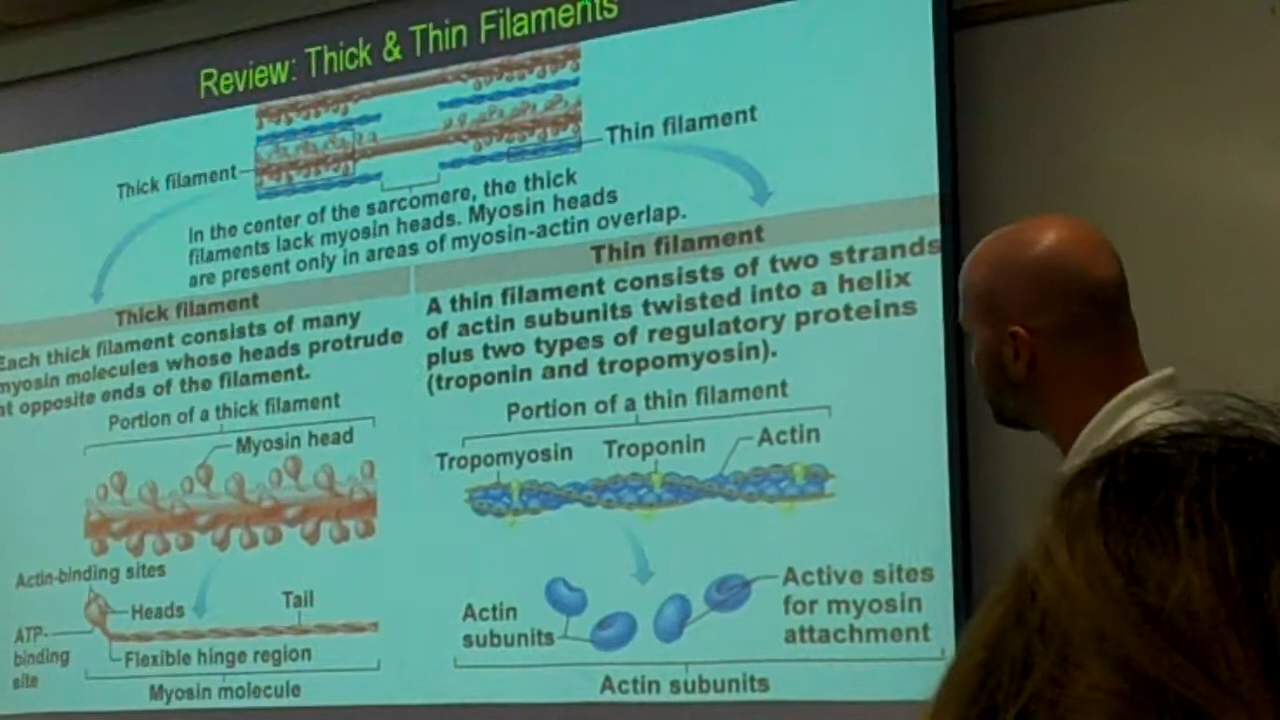 Review: Thick & Thin Filaments
Thin filament
Thick filament
In the center of the sarcomere, the thick
filaments lack myosin heads. Myosin heads
are present only in areas of myosin-actin overlap.
Thick filament
Each thick filament consists of many
myosin molecules whose heads protrude
at opposite ends of the filament.
Portion of a thick filament
Myosin head
Actin-binding sites
Heads
Tail
ATP-
binding
site
Flexible hinge region
Myosin molecule
Thin filament
A thin filament consists of two strands
of actin subunits twisted into a helix
plus two types of regulatory proteins
(troponin and tropomyosin).
Portion of a thin filament
Tropomyosin
Troponin
Actin
Actin
subunits
Active sites
for myosin
attachment
Actin subunits